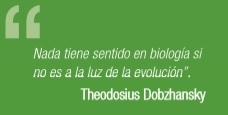 “
Nada tiene sentido en biología si
no es a la luz de la evolución”.
Theodosius Dobzhansky